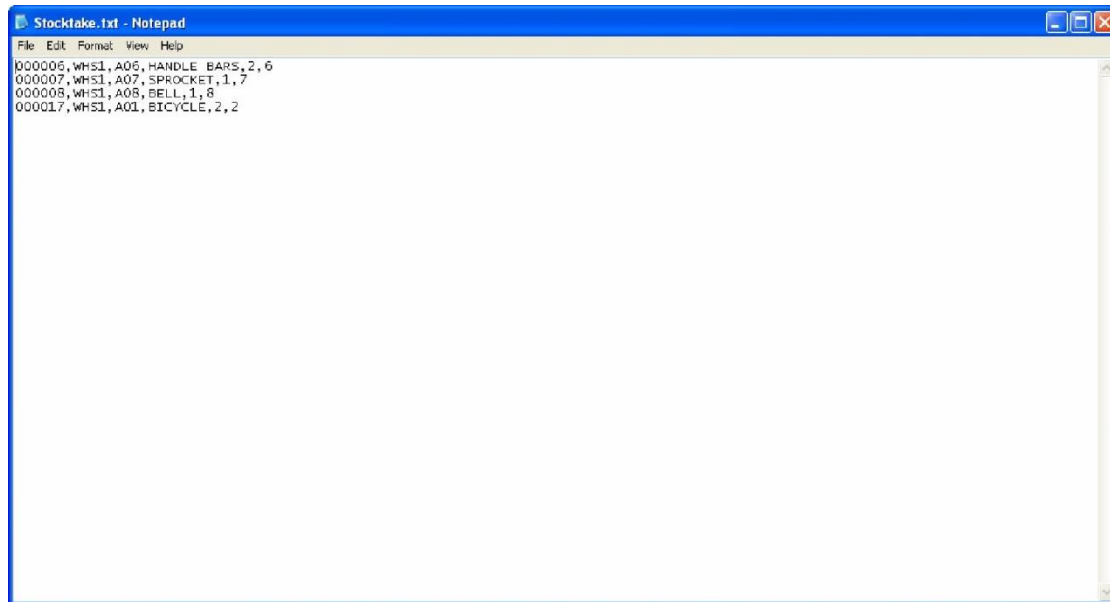 Stocktake.txt - Notepad
File Edit Format View Help
000006,WHS1,A06,HANDLE BARS,2,6
000007,WHS1,A07,SPROCKET,1,7
000008,WHS1,A08,BELL,1,8
000017,WHS1,A01,BICYCLE,2,2